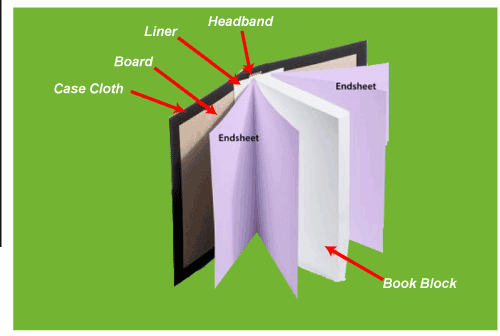 Headband
Liner
Board
Case Cloth
Endsheet
Endsheet
Book Block